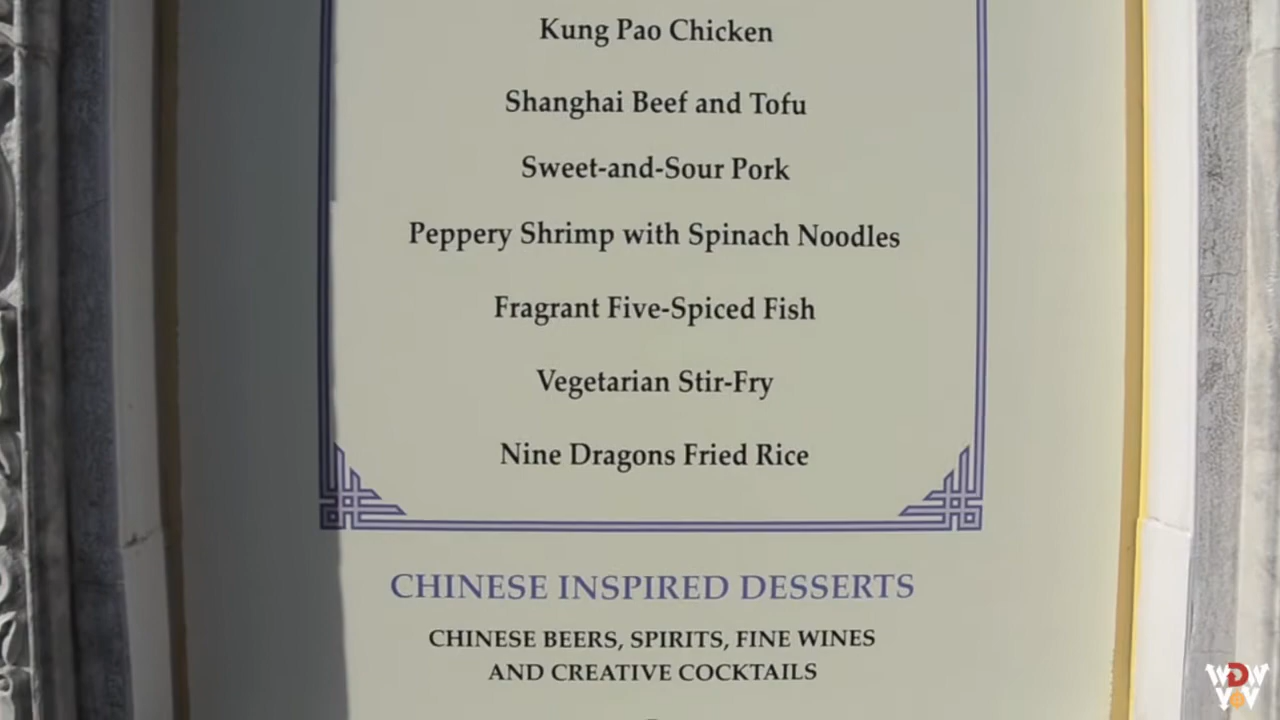 Kung Pao Chicken
Shanghai Beef and Tofu
Sweet-and-Sour Pork
Peppery Shrimp with Spinach Noodles
Fragrant Five-Spiced Fish
Vegetarian Stir-Fry
Nine Dragons Fried Rice
CHINESE INSPIRED DESSERTS
CHINESE BEERS, SPIRITS, FINE WINES
AND CREATIVE COCKTAILS